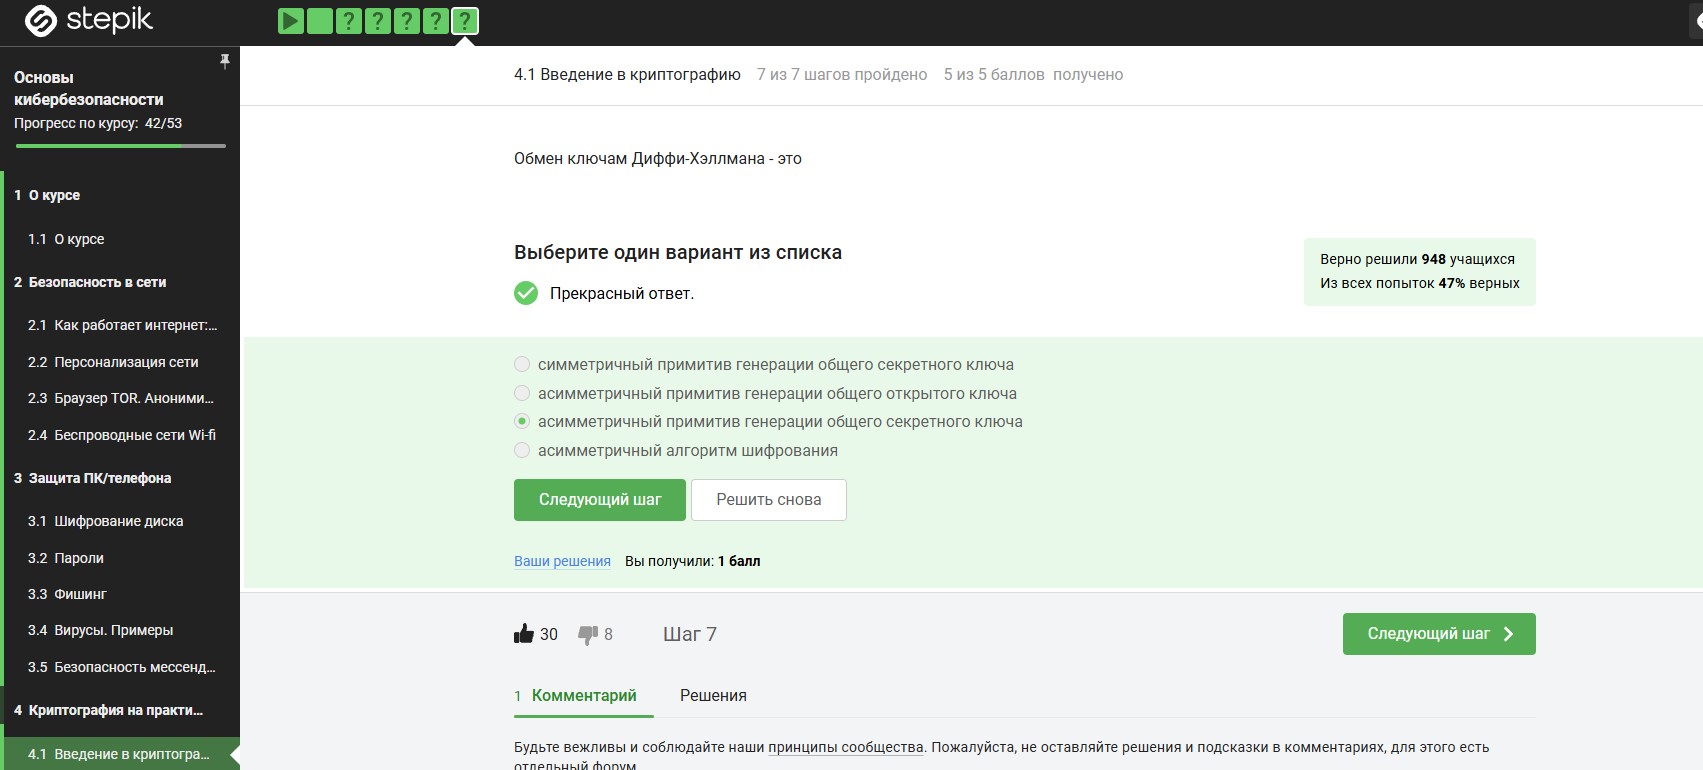 stepik
? ? ? ? ?
Основы
кибербезопасности
Прогресс по курсу: 42/53
1 О курсе
1.1 О курсе
2 Безопасность в сети
2.1 Как работает интернет:...
2.2 Персонализация сети
2.3 Браузер TOR. Аноними...
2.4 Беспроводные сети Wi-fi
3 Защита ПК/телефона
3.1 Шифрование диска
3.2 Пароли
3.3 Фишинг
3.4 Вирусы. Примеры
3.5 Безопасность мессенд...
4 Криптография на практи...
4.1 Введение в криптогра...
4.1 Введение в криптографию 7 из 7 шагов пройдено 5 из 5 баллов получено
Обмен ключам Диффи-Хэллмана - это
Выберите один вариант из списка
Прекрасный ответ.
Верно решили 948 учащихся
Из всех попыток 47% верных
симметричный примитив генерации общего секретного ключа
асимметричный примитив генерации общего открытого ключа
асимметричный примитив генерации общего секретного ключа
асимметричный алгоритм шифрования
Следующий шаг Решить снова
Ваши решения Вы получили: 1 балл
30 8 Шаг 7 Следующий шаг
1 Комментарий Решения
Будьте вежливы и соблюдайте наши принципы сообщества. Пожалуйста, не оставляйте решения и подсказки в комментариях, для этого есть
отдельный форум.